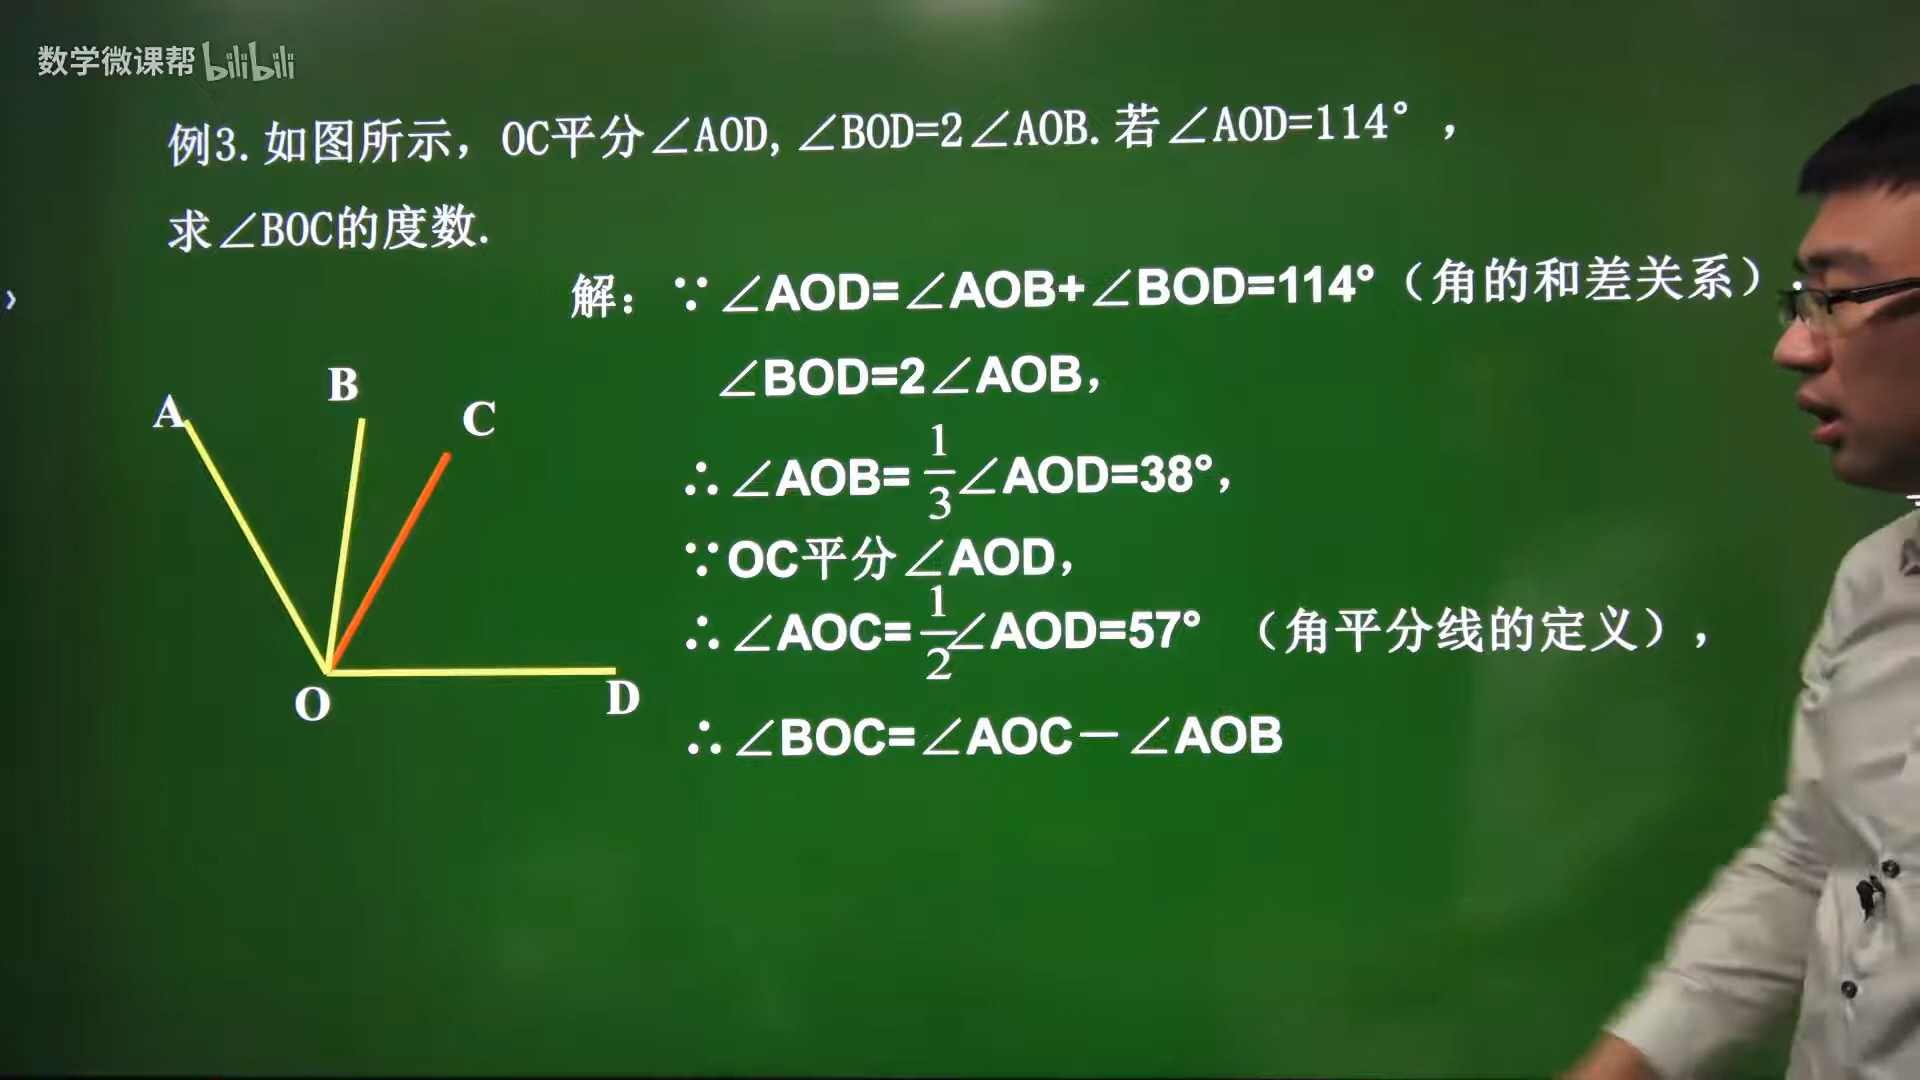 数学微课帮 bilibili
例3.如图所示，OC平分∠AOD,∠BOD=2∠AOB.若∠AOD=114°，
求∠BOC的度数.
解：∵∠AOD=∠AOB+∠BOD=114°（角的和差关系），
∠BOD=2∠AOB，
∴∠AOB=1/3∠AOD=38°，
∵OC平分∠AOD，
∴∠AOC=1/2∠AOD=57°（角平分线的定义），
∴∠BOC=∠AOC－∠AOB
A
B
C
O
D